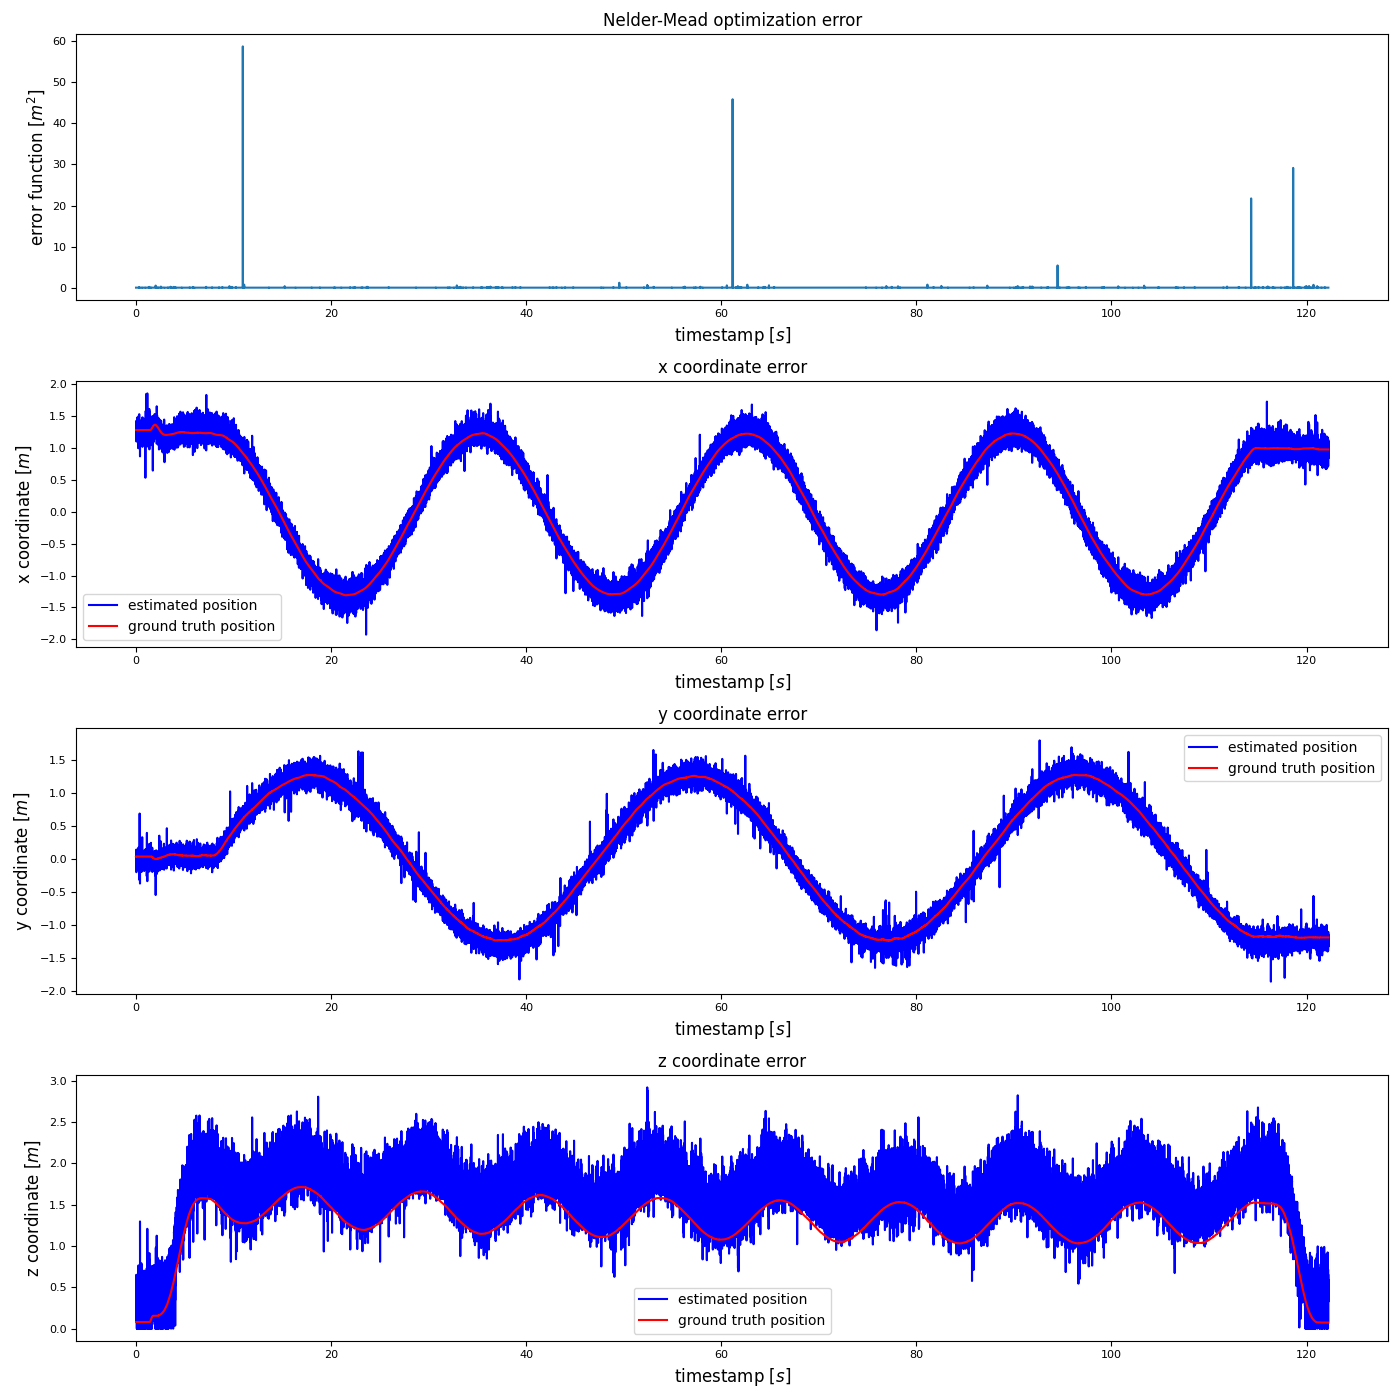 Nelder-Mead optimization error
60
50
40
30
20
10
0
error function [m²]
0 20 40 60 80 100 120
timestamp [s]
x coordinate error
2.0
1.5
1.0
0.5
0.0
−0.5
−1.0
−1.5
−2.0
x coordinate [m]
estimated position
ground truth position
0 20 40 60 80 100 120
timestamp [s]
y coordinate error
1.5
1.0
0.5
0.0
−0.5
−1.0
−1.5
−2.0
y coordinate [m]
estimated position
ground truth position
0 20 40 60 80 100 120
timestamp [s]
z coordinate error
3.0
2.5
2.0
1.5
1.0
0.5
0.0
z coordinate [m]
estimated position
ground truth position
0 20 40 60 80 100 120
timestamp [s]